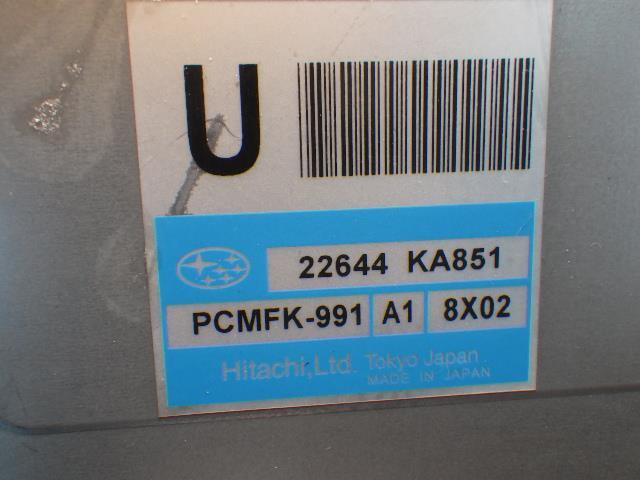 U
22644 KA851
PCMFK-991 A1 8X02
Hitachi,Ltd. Tokyo Japan
MADE IN JAPAN